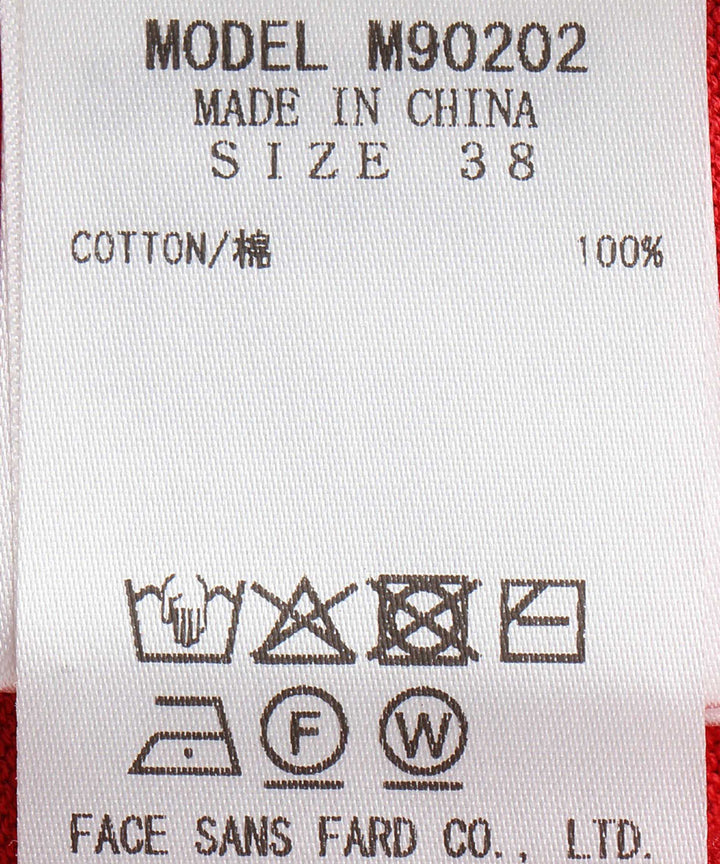 MODEL M90202
MADE IN CHINA
SIZE 38
COTTON/棉 100%
F W
FACE SANS FARD CO., LTD.